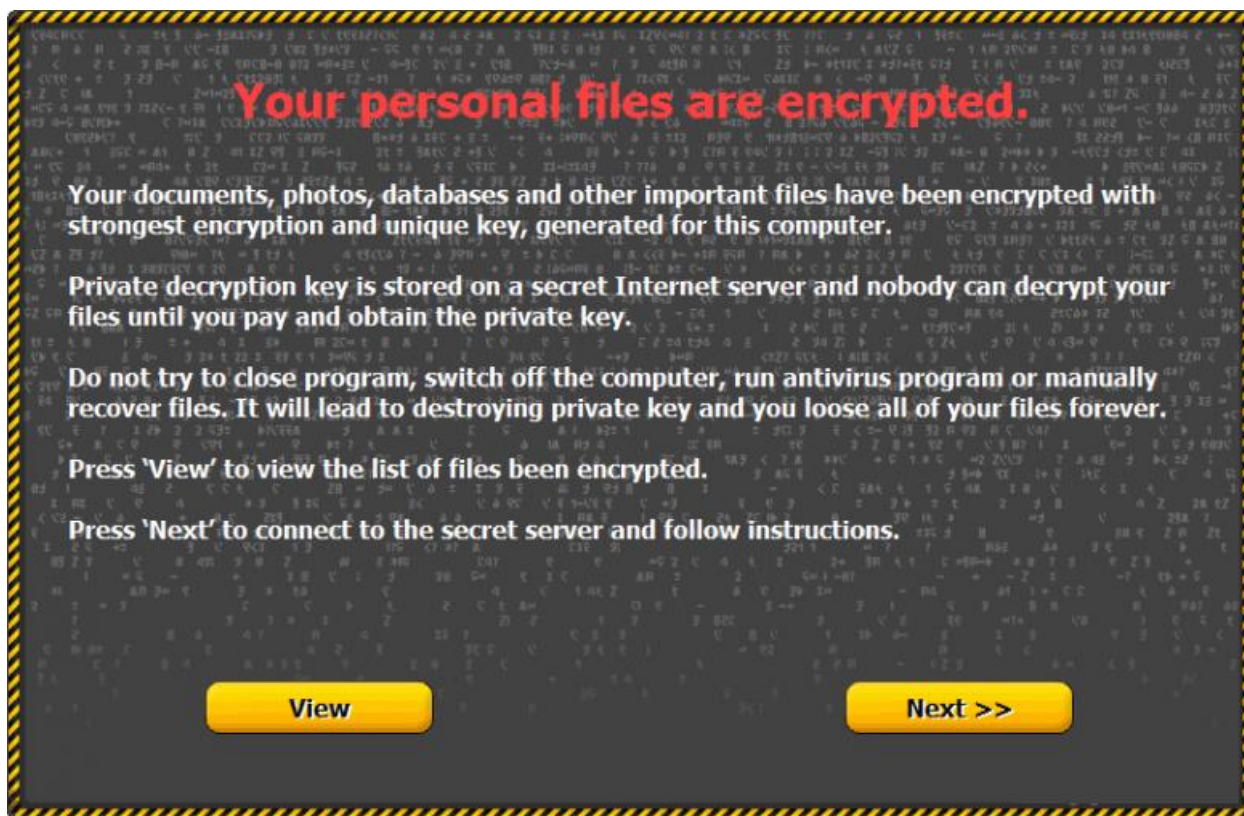 Your personal files are encrypted.
Your documents, photos, databases and other important files have been encrypted with
strongest encryption and unique key, generated for this computer.
Private decryption key is stored on a secret Internet server and nobody can decrypt your
files until you pay and obtain the private key.
Do not try to close program, switch off the computer, run antivirus program or manually
recover files. It will lead to destroying private key and you loose all of your files forever.
Press ‘View’ to view the list of files been encrypted.
Press ‘Next’ to connect to the secret server and follow instructions.
View
Next >>